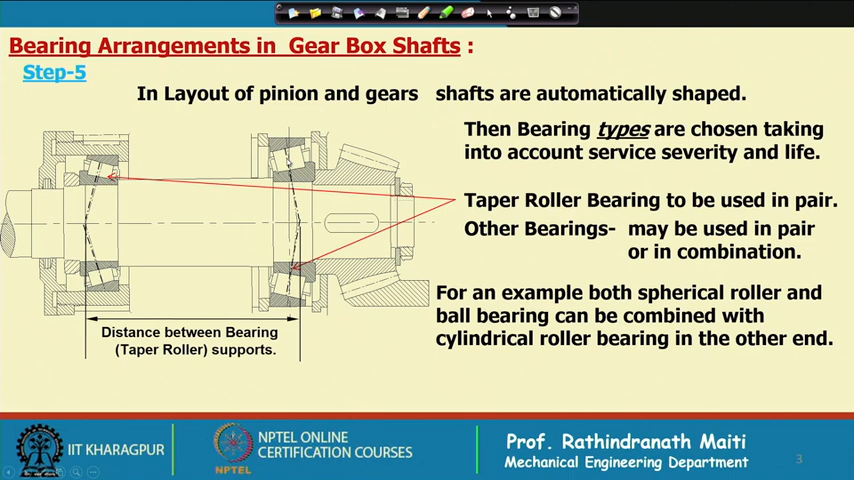 Bearing Arrangements in Gear Box Shafts :
Step-5
In Layout of pinion and gears shafts are automatically shaped.
Then Bearing types are chosen taking
into account service severity and life.
Taper Roller Bearing to be used in pair.
Other Bearings- may be used in pair
or in combination.
For an example both spherical roller and
ball bearing can be combined with
cylindrical roller bearing in the other end.
Distance between Bearing
(Taper Roller) supports.
IIT KHARAGPUR
NPTEL
NPTEL ONLINE
CERTIFICATION COURSES
Prof. Rathindranath Maiti
Mechanical Engineering Department
3